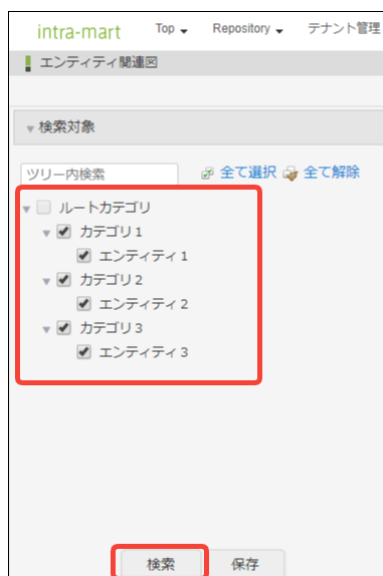 intra-mart Top Repository テナント管理
エンティティ関連図
検索対象
ツリー内検索 全て選択 全て解除
ルートカテゴリ
カテゴリ1
エンティティ1
カテゴリ2
エンティティ2
カテゴリ3
エンティティ3
検索 保存